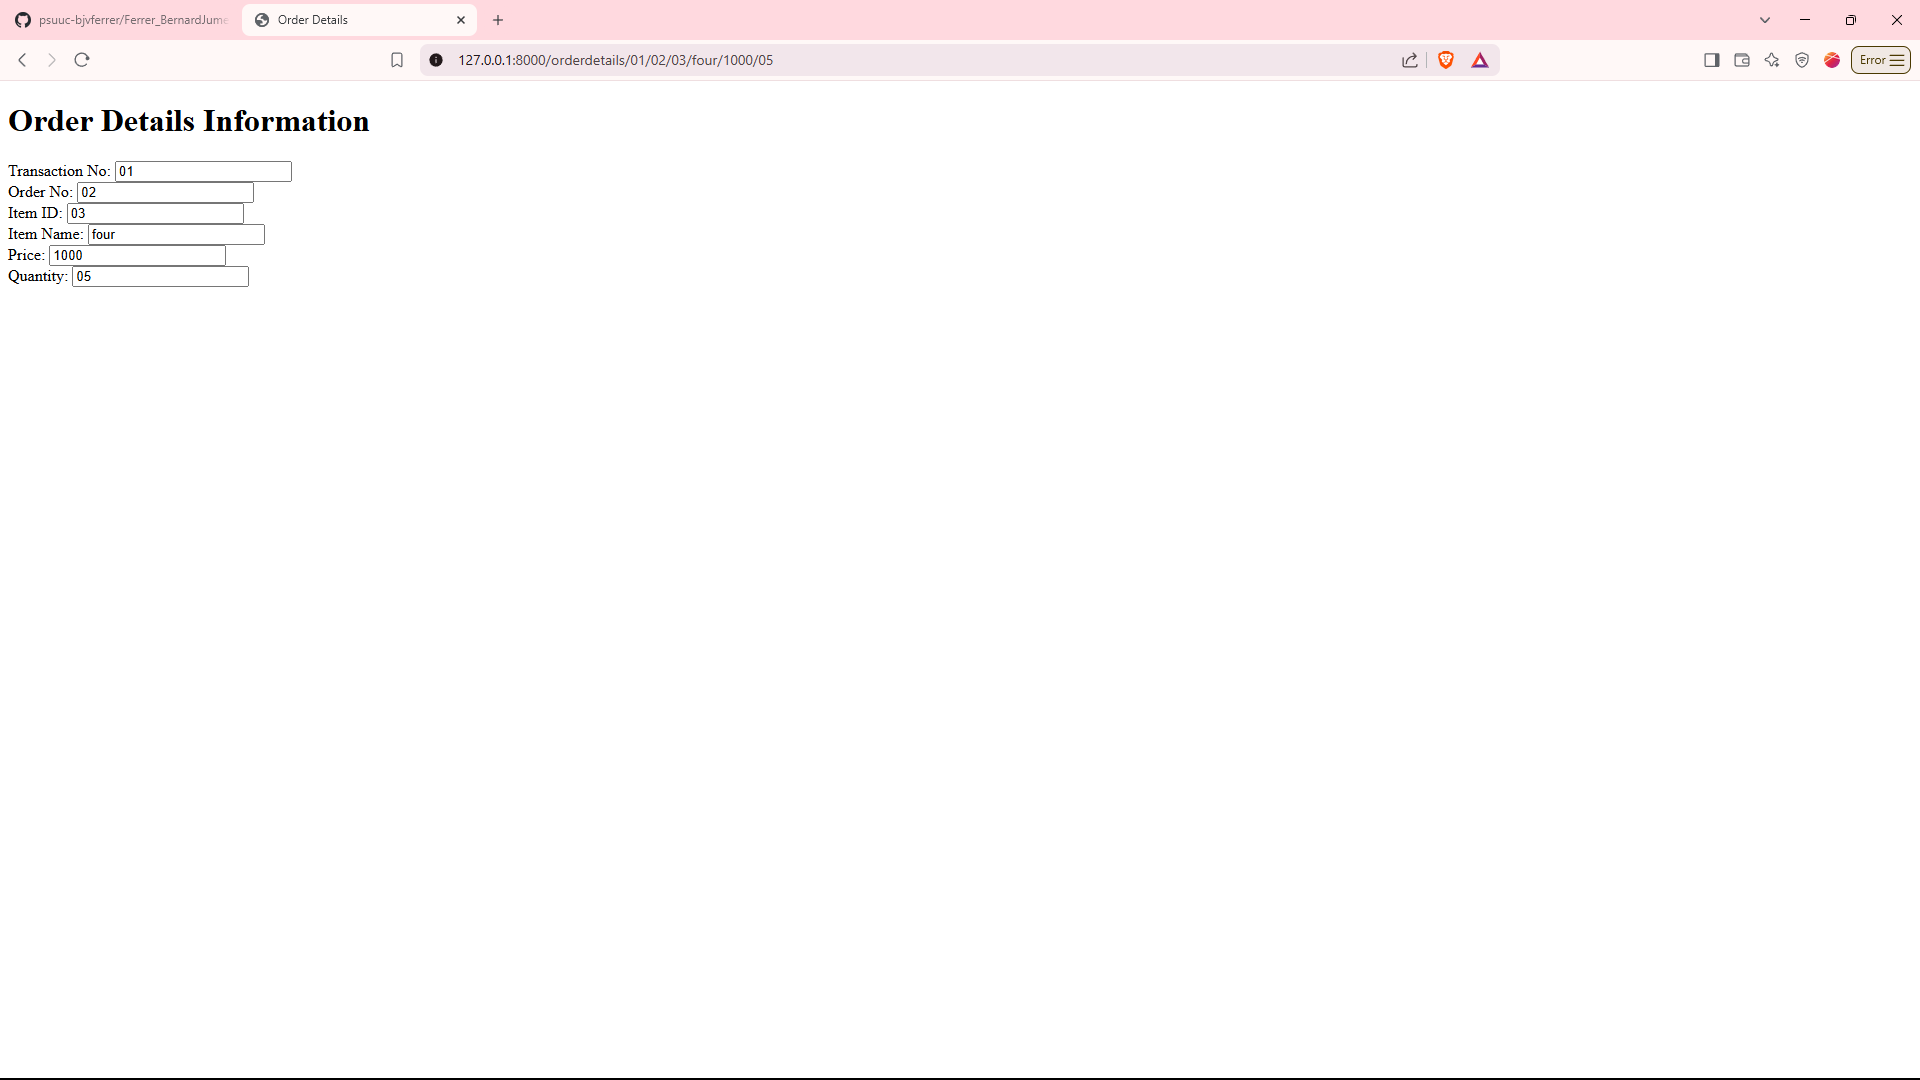 psuuc-bjvferrer/Ferrer_BernardJume
Order Details
127.0.0.1:8000/orderdetails/01/02/03/four/1000/05
Error
Order Details Information
Transaction No: 01
Order No: 02
Item ID: 03
Item Name: four
Price: 1000
Quantity: 05